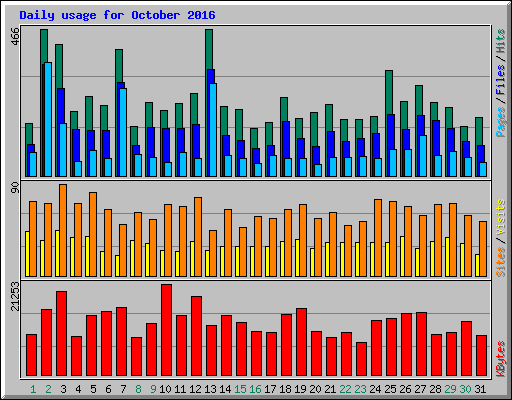 Daily usage for October 2016
466
Pages / Files / Hits
90
Sites / Visits
21253
KBytes
1 2 3 4 5 6 7 8 9 10 11 12 13 14 15 16 17 18 19 20 21 22 23 24 25 26 27 28 29 30 31